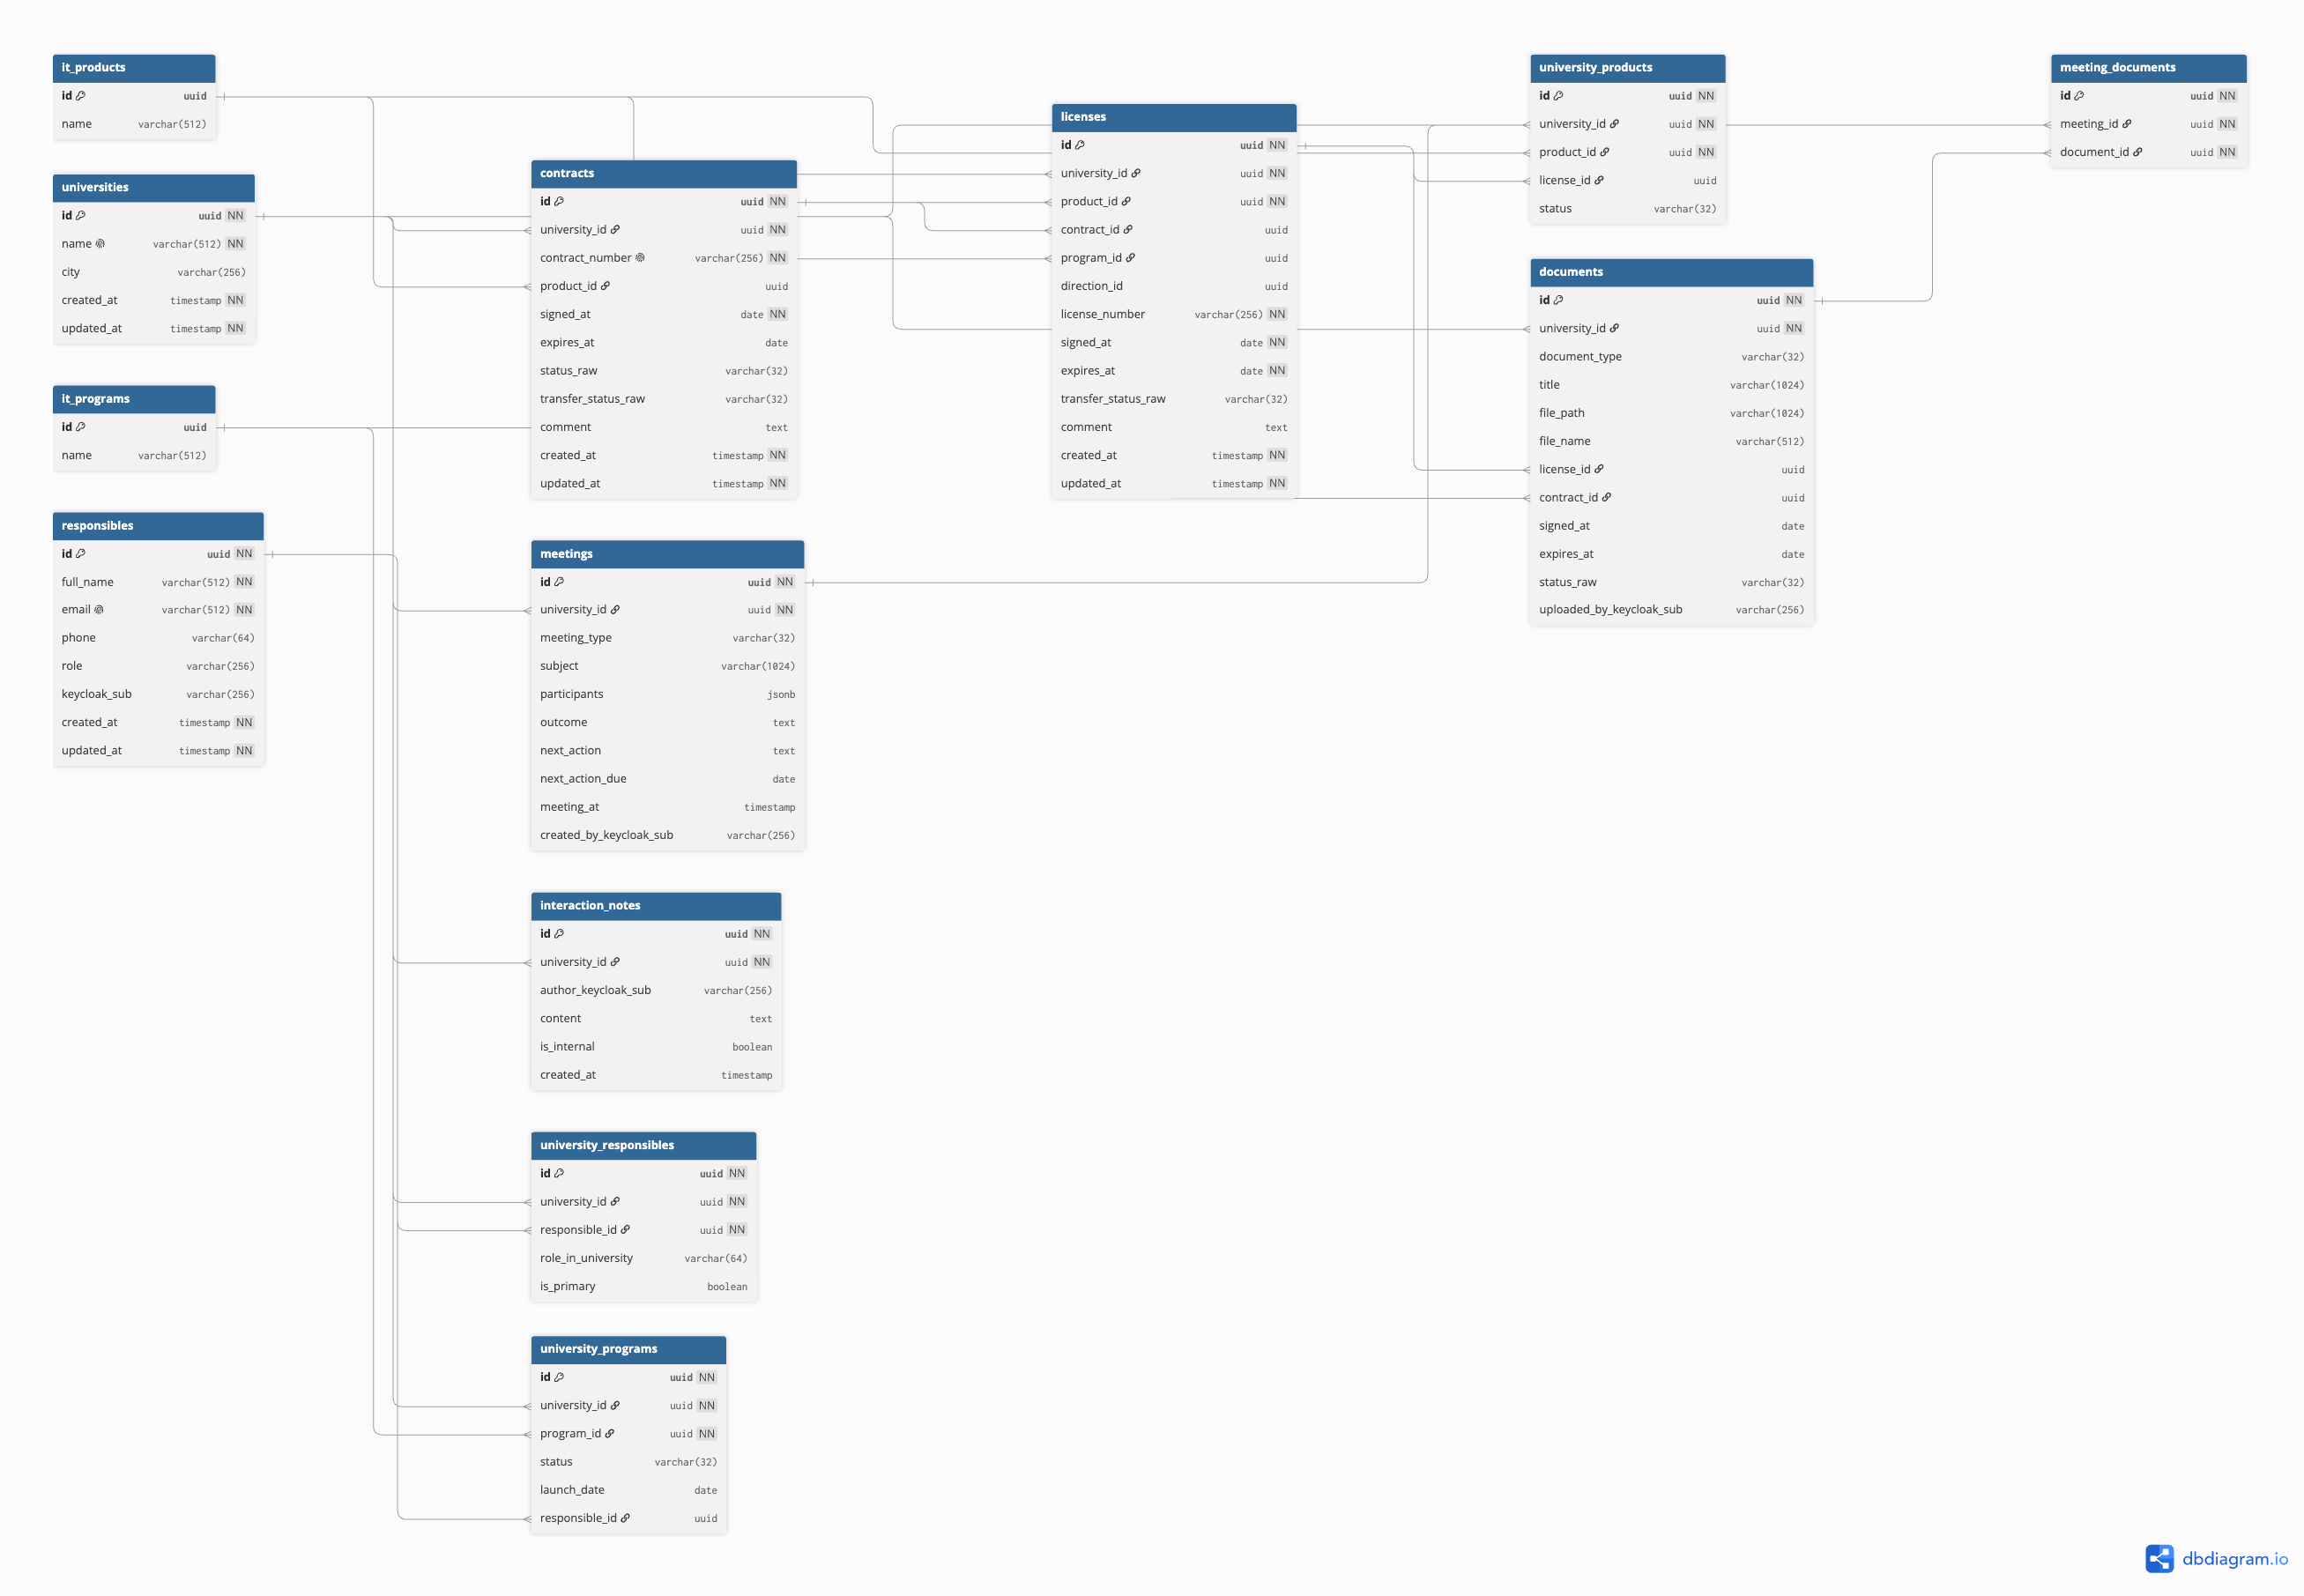 it_products
id uuid
name varchar(512)
universities
id uuid NN
name varchar(512) NN
city varchar(256)
created_at timestamp NN
updated_at timestamp NN
it_programs
id uuid
name varchar(512)
responsibles
id uuid NN
full_name varchar(512) NN
email varchar(512) NN
phone varchar(64)
role varchar(256)
keycloak_sub varchar(256)
created_at timestamp NN
updated_at timestamp NN
contracts
id uuid NN
university_id uuid NN
contract_number varchar(256) NN
product_id uuid
signed_at date NN
expires_at date
status_raw varchar(32)
transfer_status_raw varchar(32)
comment text
created_at timestamp NN
updated_at timestamp NN
meetings
id uuid NN
university_id uuid NN
meeting_type varchar(32)
subject varchar(1024)
participants jsonb
outcome text
next_action text
next_action_due date
meeting_at timestamp
created_by_keycloak_sub varchar(256)
interaction_notes
id uuid NN
university_id uuid NN
author_keycloak_sub varchar(256)
content text
is_internal boolean
created_at timestamp
university_responsibles
id uuid NN
university_id uuid NN
responsible_id uuid NN
role_in_university varchar(64)
is_primary boolean
university_programs
id uuid NN
university_id uuid NN
program_id uuid NN
status varchar(32)
launch_date date
responsible_id uuid
licenses
id uuid NN
university_id uuid NN
product_id uuid NN
contract_id uuid
program_id uuid
direction_id uuid
license_number varchar(256) NN
signed_at date NN
expires_at date NN
transfer_status_raw varchar(32)
comment text
created_at timestamp NN
updated_at timestamp NN
university_products
id uuid NN
university_id uuid NN
product_id uuid NN
license_id uuid
status varchar(32)
documents
id uuid NN
university_id uuid NN
document_type varchar(32)
title varchar(1024)
file_path varchar(1024)
file_name varchar(512)
license_id uuid
contract_id uuid
signed_at date
expires_at date
status_raw varchar(32)
uploaded_by_keycloak_sub varchar(256)
meeting_documents
id uuid NN
meeting_id uuid NN
document_id uuid NN
dbdiagram.io